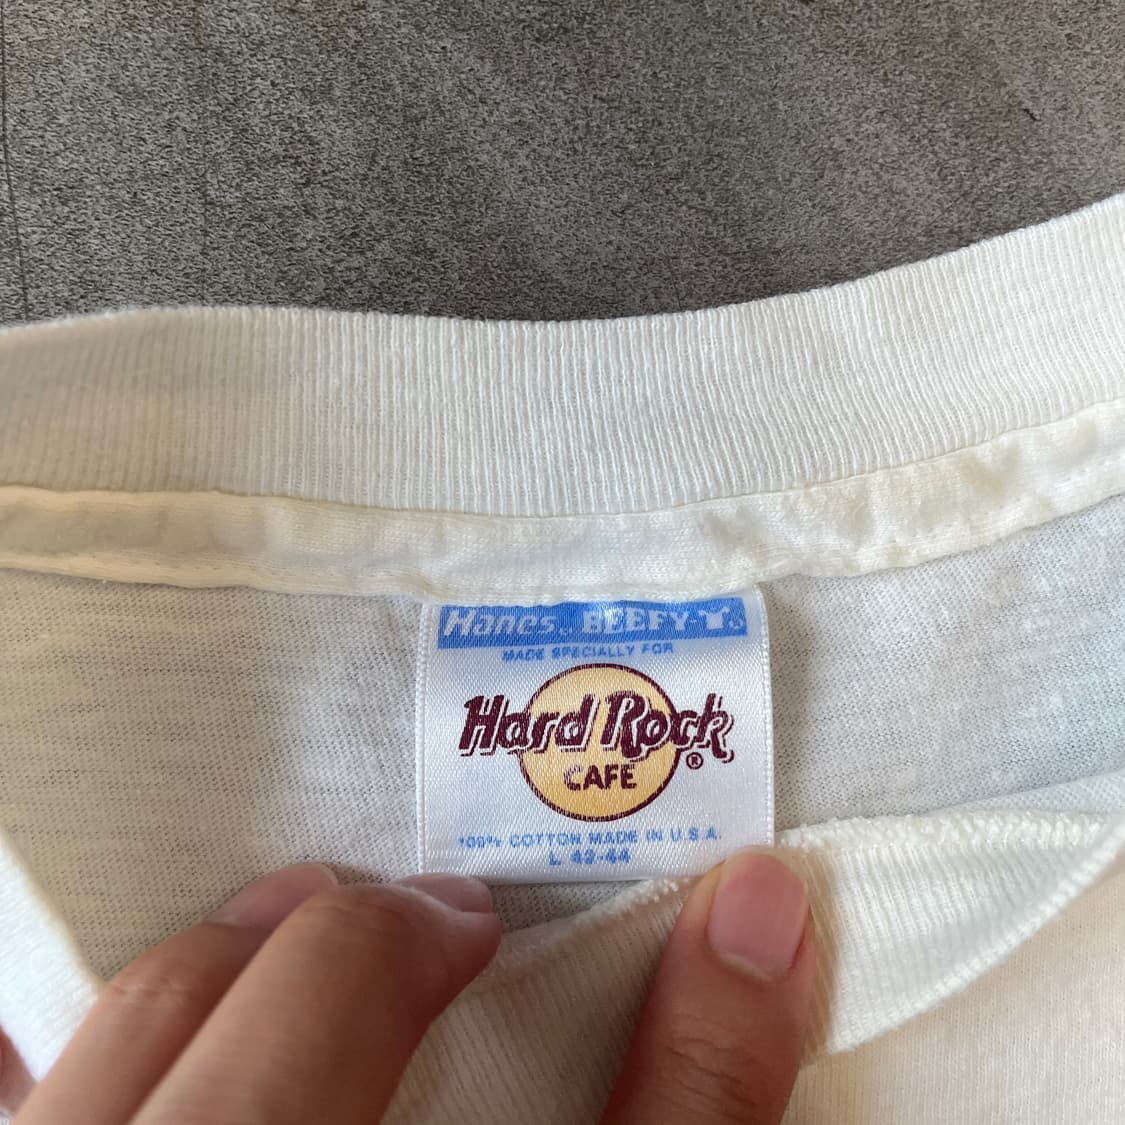 Hanes® BEEFY-T®
MADE SPECIALLY FOR
Hard Rock
CAFE ®
100% COTTON MADE IN U.S.A.
L 42-44